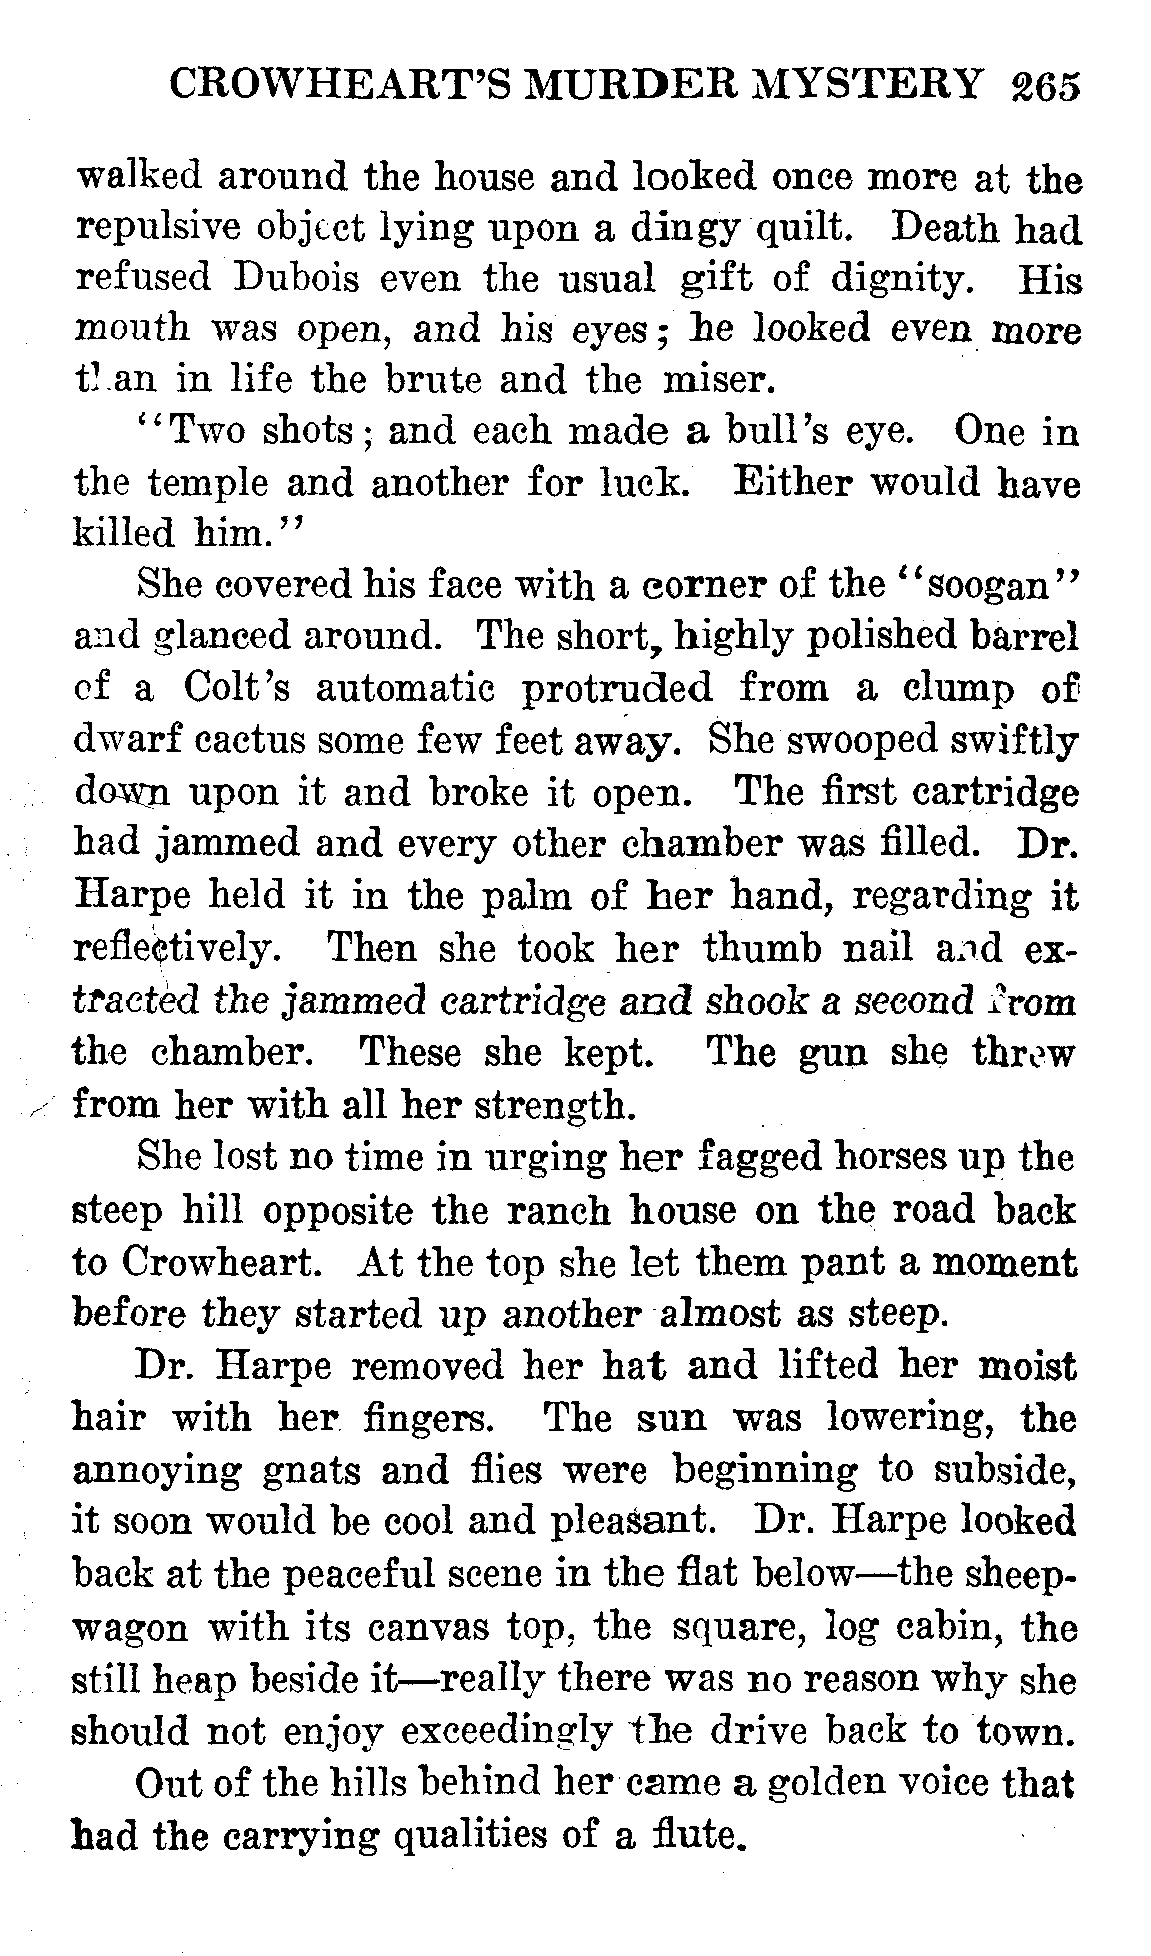 CROWHEART'S MURDER MYSTERY 265
walked around the house and looked once more at the
repulsive object lying upon a dingy quilt. Death had
refused Dubois even the usual gift of dignity. His
mouth was open, and his eyes; he looked even more
than in life the brute and the miser.
"Two shots; and each made a bull's eye. One in
the temple and another for luck. Either would have
killed him."
She covered his face with a corner of the "soogan"
and glanced around. The short, highly polished barrel
of a Colt's automatic protruded from a clump of
dwarf cactus some few feet away. She swooped swiftly
down upon it and broke it open. The first cartridge
had jammed and every other chamber was filled. Dr.
Harpe held it in the palm of her hand, regarding it
reflectively. Then she took her thumb nail and ex-
tracted the jammed cartridge and shook a second from
the chamber. These she kept. The gun she threw
from her with all her strength.
She lost no time in urging her fagged horses up the
steep hill opposite the ranch house on the road back
to Crowheart. At the top she let them pant a moment
before they started up another almost as steep.
Dr. Harpe removed her hat and lifted her moist
hair with her fingers. The sun was lowering, the
annoying gnats and flies were beginning to subside,
it soon would be cool and pleasant. Dr. Harpe looked
back at the peaceful scene in the flat below—the sheep-
wagon with its canvas top, the square, log cabin, the
still heap beside it—really there was no reason why she
should not enjoy exceedingly the drive back to town.
Out of the hills behind her came a golden voice that
had the carrying qualities of a flute.